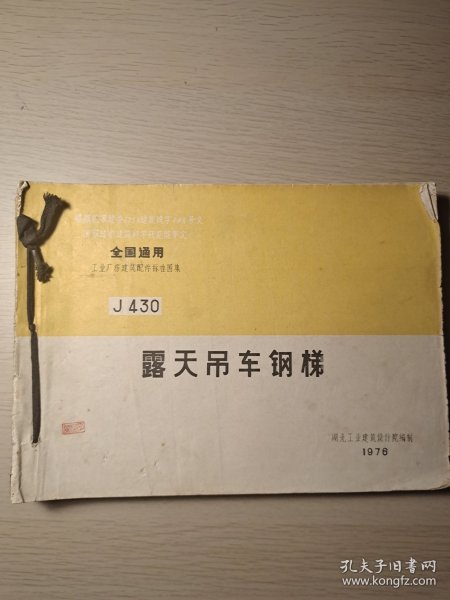 全国通用
工业厂房建筑配件标准图集
J430
露天吊车钢梯
湖北工业建筑设计院编制
1976
孔夫子旧书网
www.kongfz.com